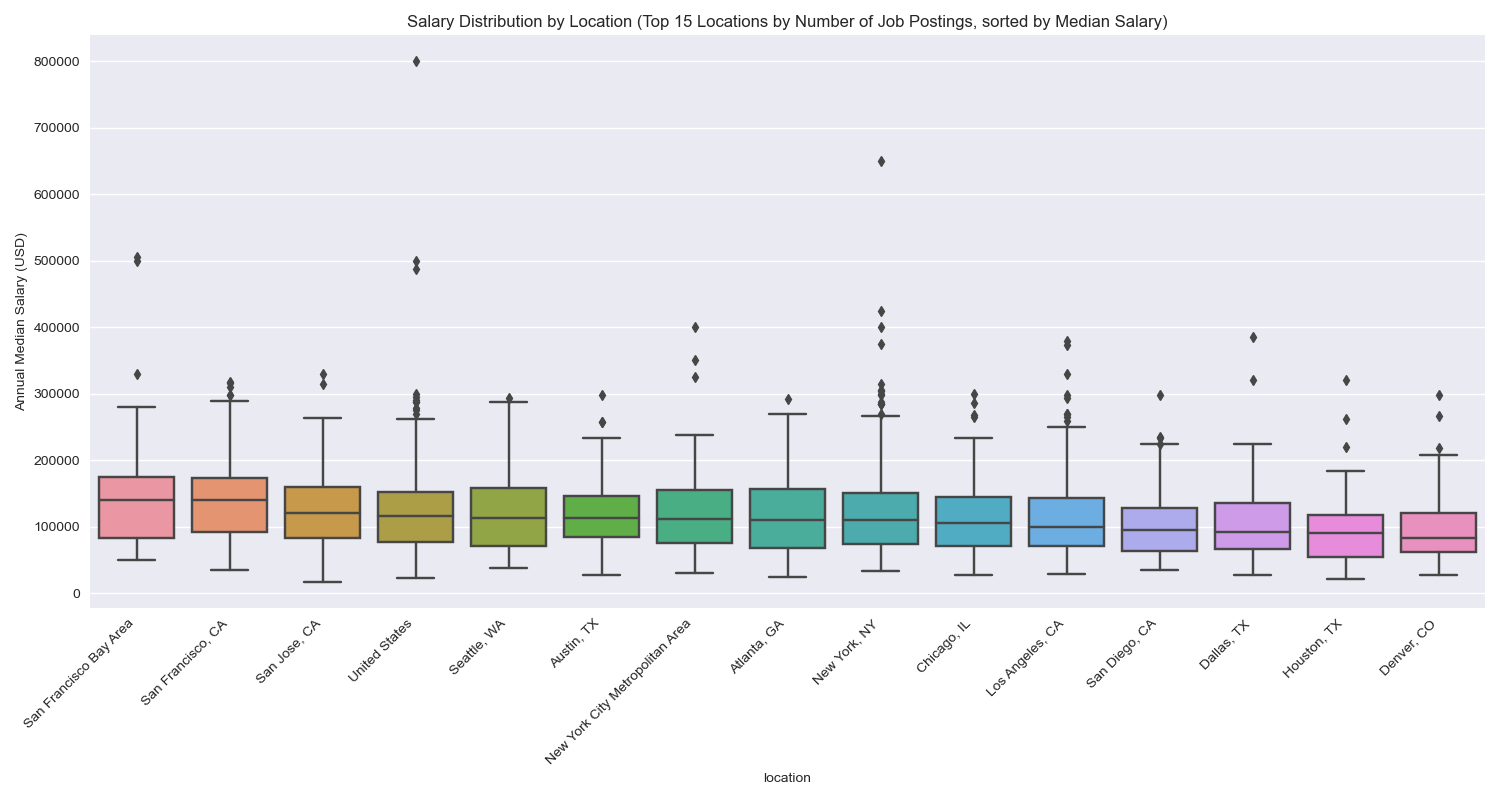 Salary Distribution by Location (Top 15 Locations by Number of Job Postings, sorted by Median Salary)
Annual Median Salary (USD)
800000
700000
600000
500000
400000
300000
200000
100000
0
San Francisco Bay Area
San Francisco, CA
San Jose, CA
United States
Seattle, WA
Austin, TX
New York City Metropolitan Area
Atlanta, GA
New York, NY
Chicago, IL
Los Angeles, CA
San Diego, CA
Dallas, TX
Houston, TX
Denver, CO
location